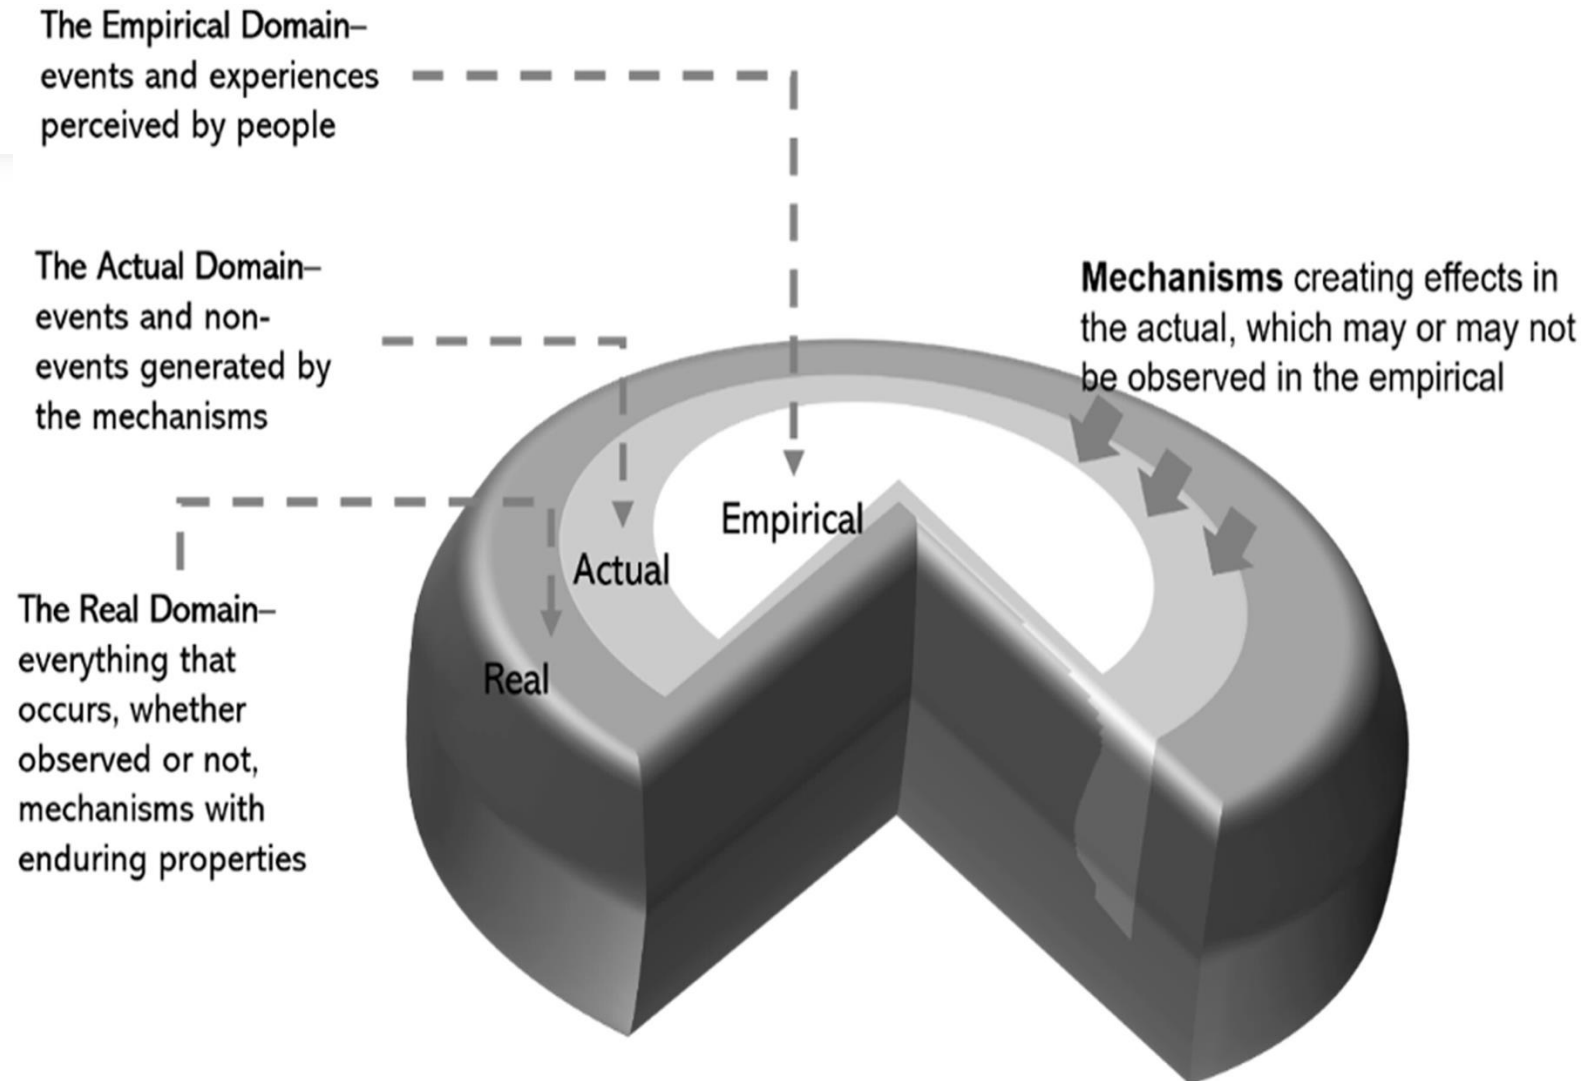 The Empirical Domain–
events and experiences
perceived by people
The Actual Domain–
events and non-
events generated by
the mechanisms
Mechanisms creating effects in
the actual, which may or may not
be observed in the empirical
Empirical
Actual
Real
The Real Domain–
everything that
occurs, whether
observed or not,
mechanisms with
enduring properties